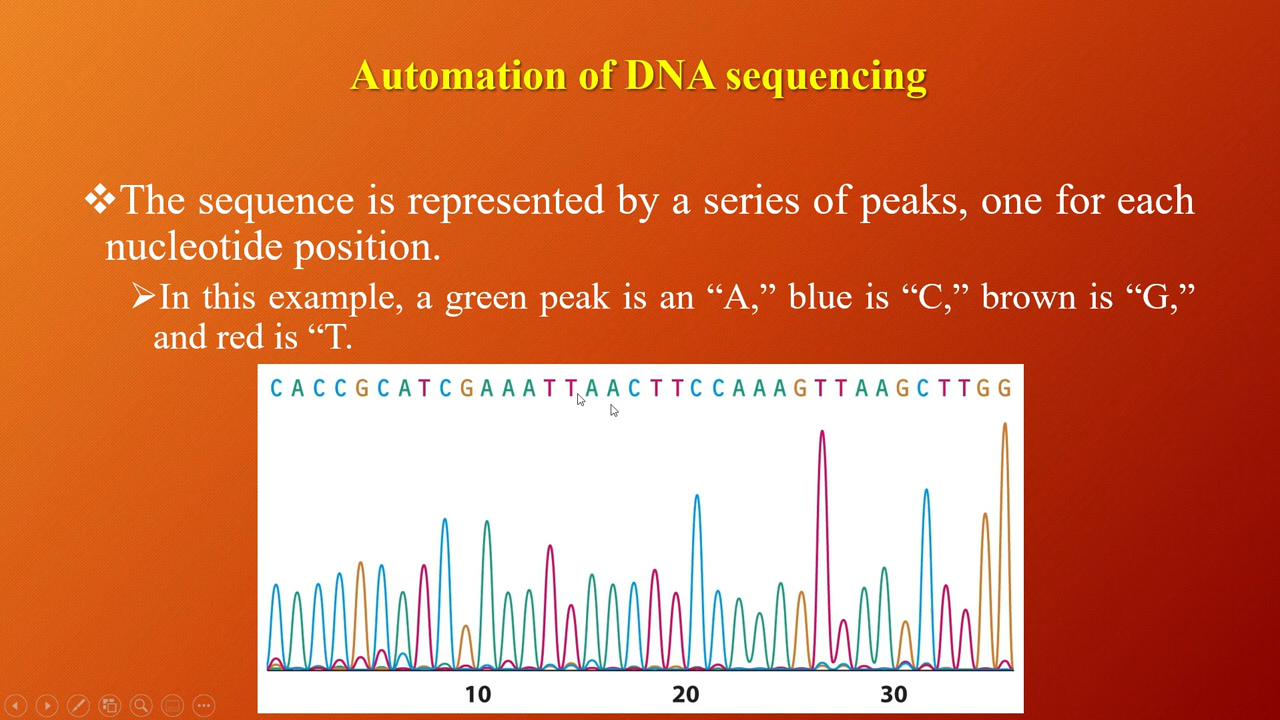 Automation of DNA sequencing
❖The sequence is represented by a series of peaks, one for each
nucleotide position.
➢In this example, a green peak is an “A,” blue is “C,” brown is “G,”
and red is “T.
CACCGCATCGAAATTAACTTCCAAAGTTAAGCTTGG
10 20 30